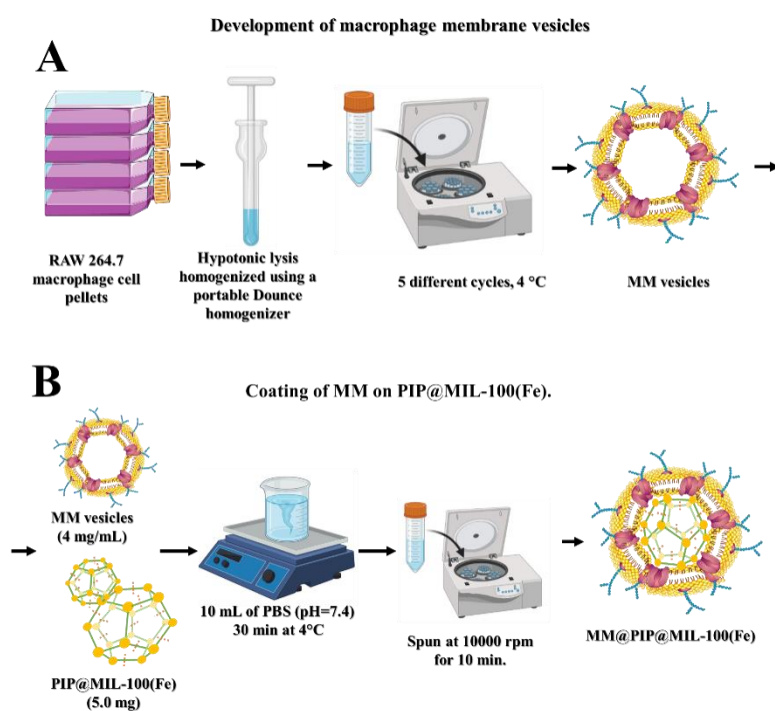 Development of macrophage membrane vesicles
A
RAW 264.7
macrophage cell
pellets
Hypotonic lysis
homogenized using a
portable Dounce
homogenizer
5 different cycles, 4 °C
MM vesicles
B
Coating of MM on PIP@MIL-100(Fe).
MM vesicles
(4 mg/mL)
PIP@MIL-100(Fe)
(5.0 mg)
10 mL of PBS (pH=7.4)
30 min at 4°C
Spun at 10000 rpm
for 10 min.
MM@PIP@MIL-100(Fe)